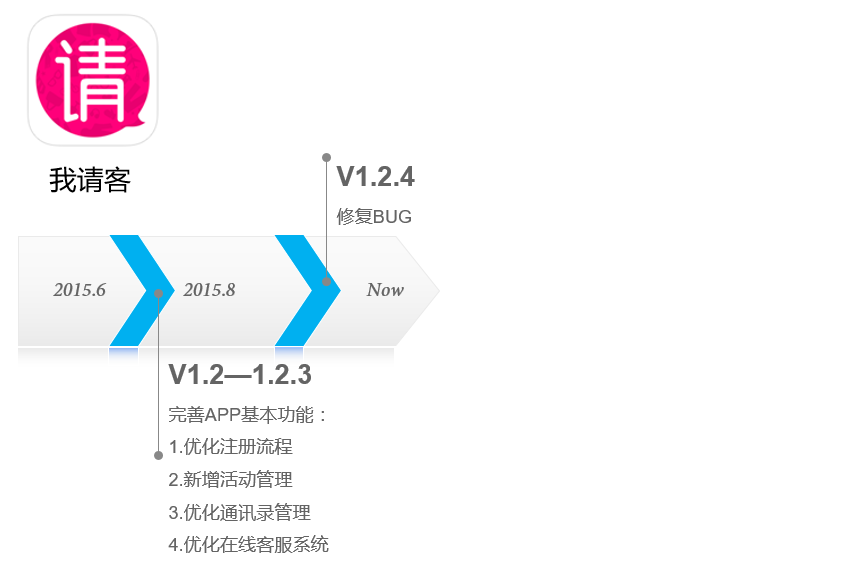 请
我请客
V1.2.4
修复BUG
2015.6
2015.8
Now
V1.2—1.2.3
完善APP基本功能：
1.优化注册流程
2.新增活动管理
3.优化通讯录管理
4.优化在线客服系统